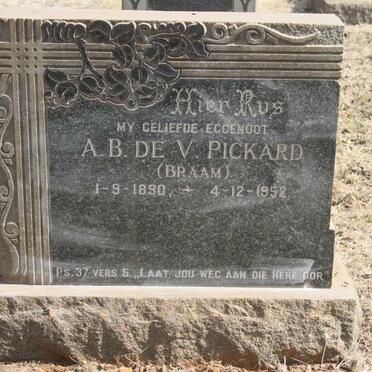 Hier Rus
MY GELIEFDE EGGENOOT
A.B. DE V. PICKARD
(BRAAM)
1-9-1890 + 4-12-1952
PS. 37 VERS 5. „LAAT JOU WEG AAN DIE HERE OOR"